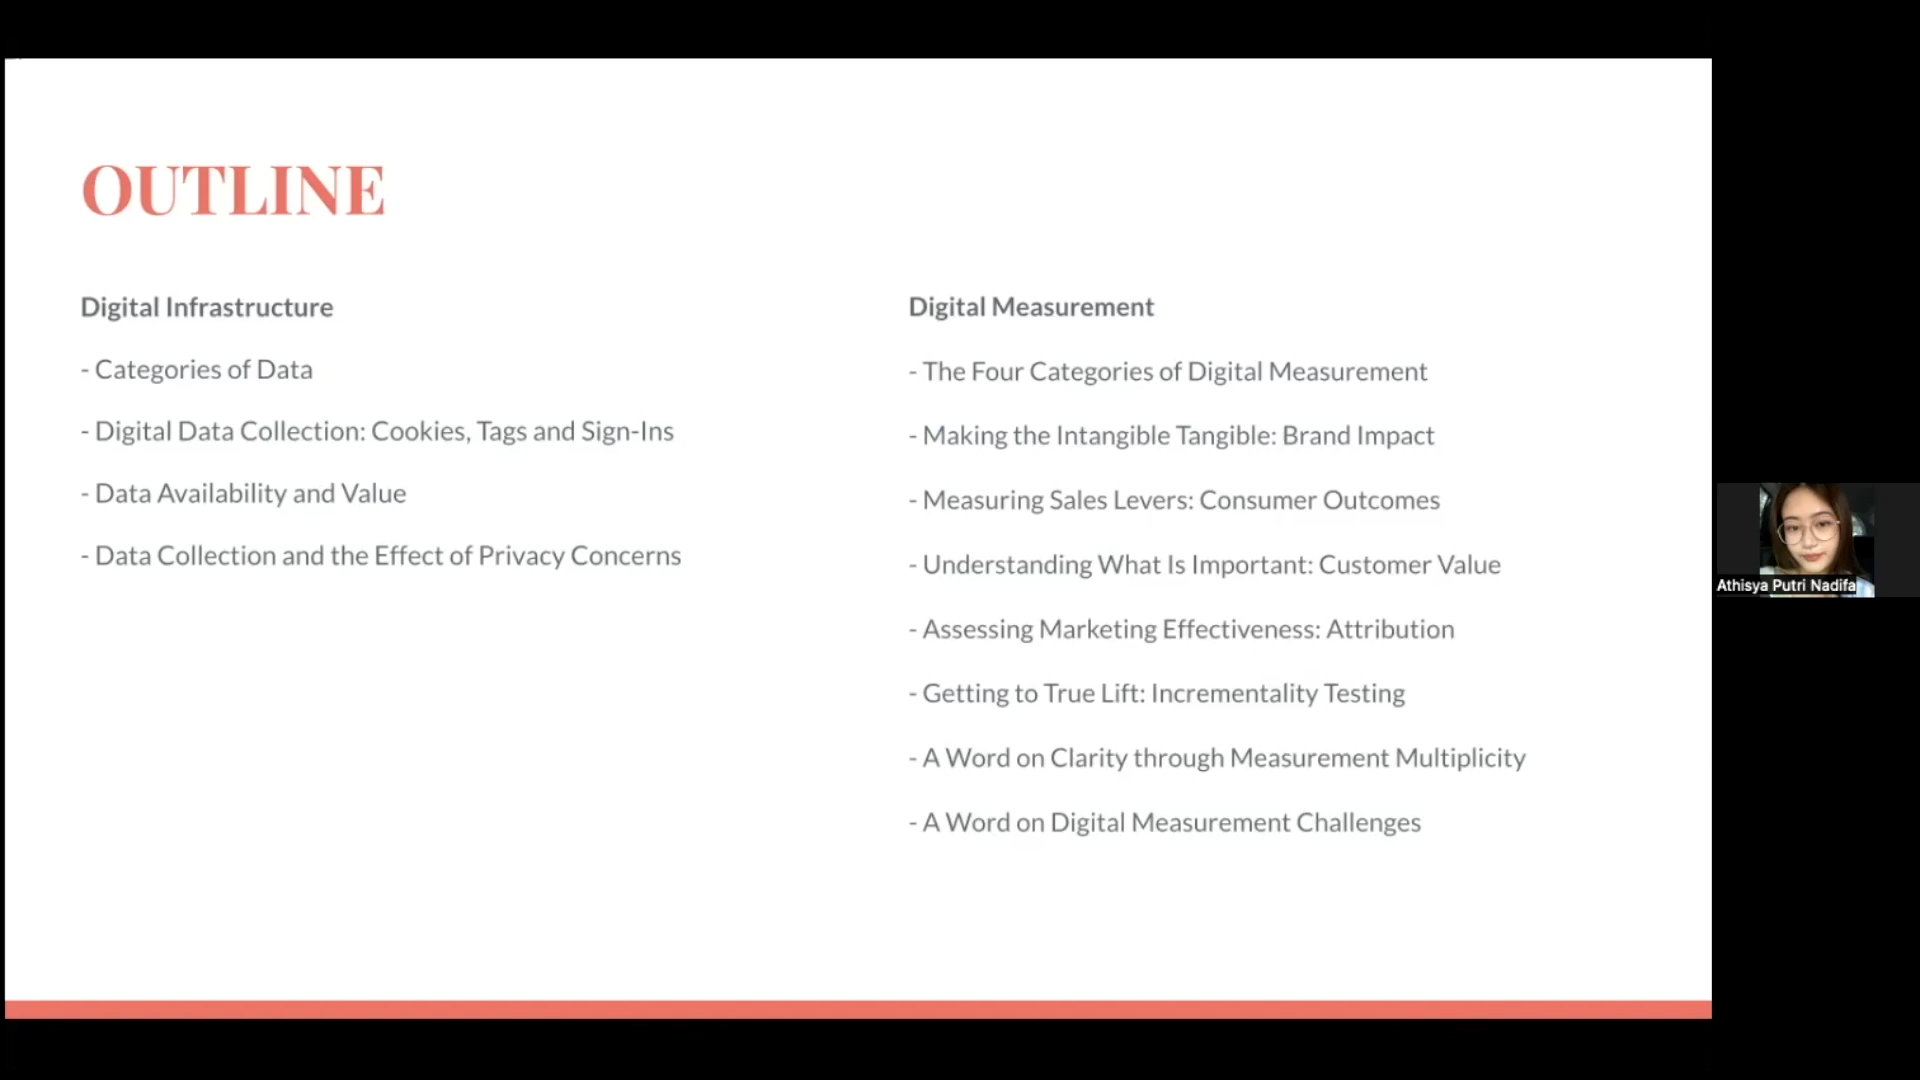 OUTLINE
Digital Infrastructure
- Categories of Data
- Digital Data Collection: Cookies, Tags and Sign-Ins
- Data Availability and Value
- Data Collection and the Effect of Privacy Concerns
Digital Measurement
- The Four Categories of Digital Measurement
- Making the Intangible Tangible: Brand Impact
- Measuring Sales Levers: Consumer Outcomes
- Understanding What Is Important: Customer Value
- Assessing Marketing Effectiveness: Attribution
- Getting to True Lift: Incrementality Testing
- A Word on Clarity through Measurement Multiplicity
- A Word on Digital Measurement Challenges
Athisya Putri Nadifa